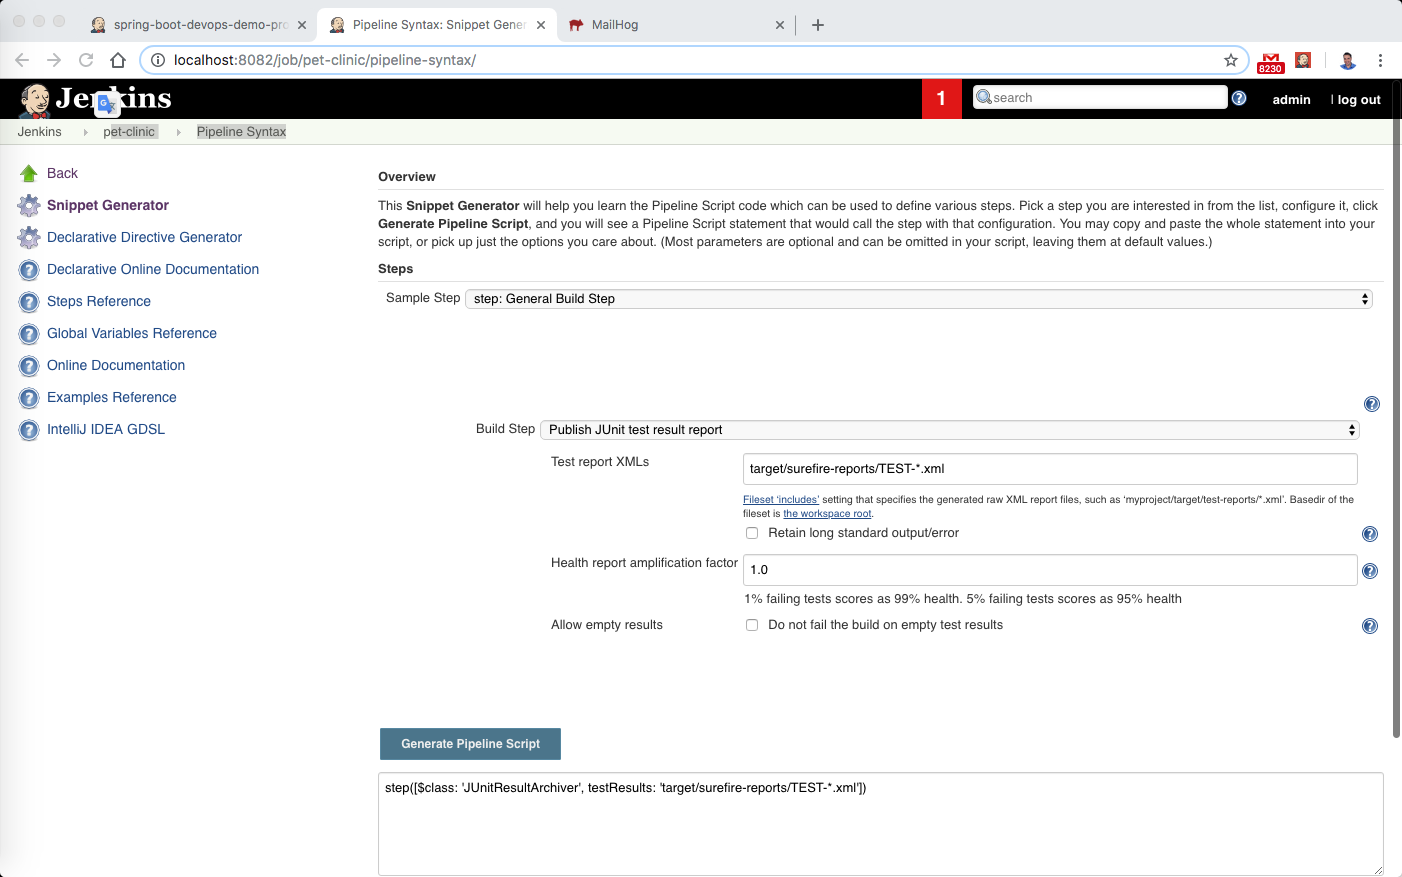 spring-boot-devops-demo-pro
Pipeline Syntax: Snippet Gener
MailHog
localhost:8082/job/pet-clinic/pipeline-syntax/
8230
Jenkins
1
search
admin
log out
Jenkins
pet-clinic
Pipeline Syntax
Back
Snippet Generator
Declarative Directive Generator
Declarative Online Documentation
Steps Reference
Global Variables Reference
Online Documentation
Examples Reference
IntelliJ IDEA GDSL
Overview
This Snippet Generator will help you learn the Pipeline Script code which can be used to define various steps. Pick a step you are interested in from the list, configure it, click
Generate Pipeline Script, and you will see a Pipeline Script statement that would call the step with that configuration. You may copy and paste the whole statement into your
script, or pick up just the options you care about. (Most parameters are optional and can be omitted in your script, leaving them at default values.)
Steps
Sample Step step: General Build Step
Build Step Publish JUnit test result report
Test report XMLs target/surefire-reports/TEST-*.xml
Fileset 'includes' setting that specifies the generated raw XML report files, such as 'myproject/target/test-reports/*.xml'. Basedir of the
fileset is the workspace root.
Retain long standard output/error
Health report amplification factor 1.0
1% failing tests scores as 99% health. 5% failing tests scores as 95% health
Allow empty results Do not fail the build on empty test results
Generate Pipeline Script
step([$class: 'JUnitResultArchiver', testResults: 'target/surefire-reports/TEST-*.xml'])